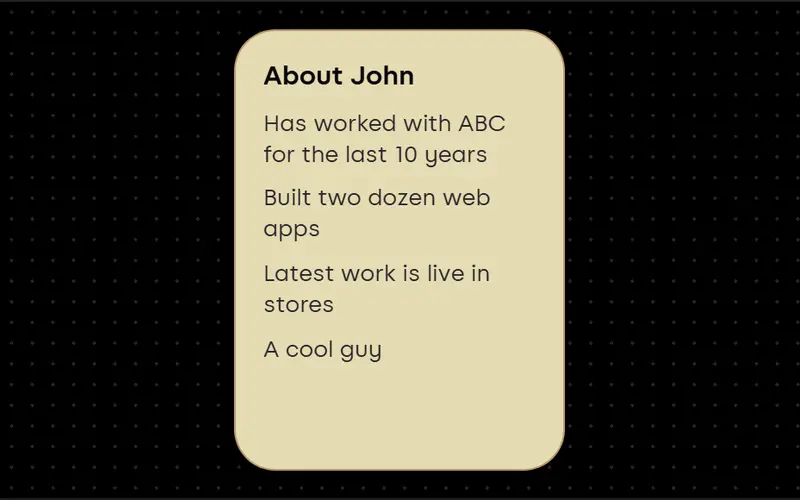 About John
Has worked with ABC
for the last 10 years
Built two dozen web
apps
Latest work is live in
stores
A cool guy